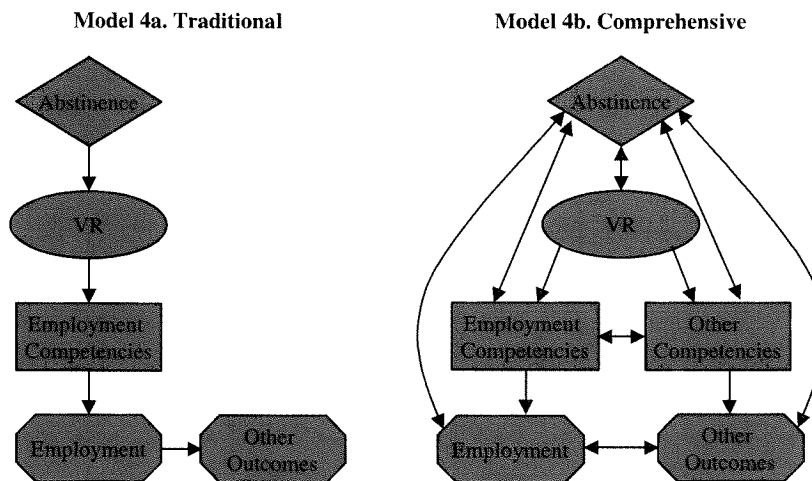 Model 4a. Traditional
Abstinence
VR
Employment
Competencies
Employment
Other
Outcomes
Model 4b. Comprehensive
Abstinence
VR
Employment
Competencies
Other
Competencies
Employment
Other
Outcomes